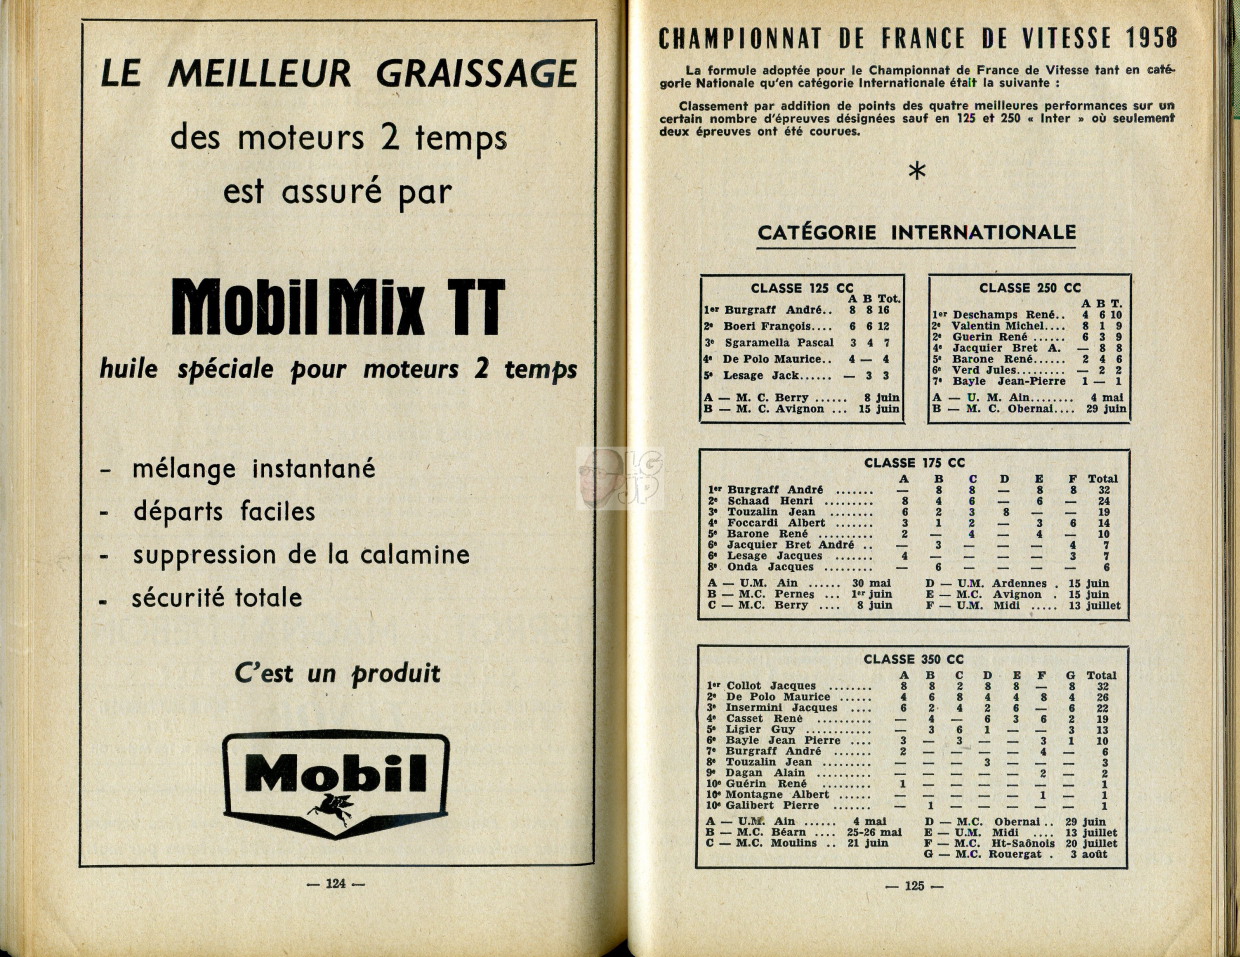 LE MEILLEUR GRAISSAGE
des moteurs 2 temps
est assuré par
MobilMix TT
huile spéciale pour moteurs 2 temps
- mélange instantané
- départs faciles
- suppression de la calamine
- sécurité totale
C'est un produit
Mobil
— 124 —
CHAMPIONNAT DE FRANCE DE VITESSE 1958
La formule adoptée pour le Championnat de France de Vitesse tant en caté-
gorie Nationale qu'en catégorie Internationale était la suivante :
Classement par addition de points des quatre meilleures performances sur un
certain nombre d'épreuves désignées sauf en 125 et 250 « Inter » où seulement
deux épreuves ont été courues.
*
CATÉGORIE INTERNATIONALE
CLASSE 125 CC
A B Tot.
1er Burgraff André.. 8 8 16
2e Boeri François.... 6 6 12
3e Sgaramella Pascal 3 4 7
4e De Polo Maurice.. 4 — 4
5e Lesage Jack...... — 3 3
A — M. C. Berry ...... 8 juin
B — M. C. Avignon ... 15 juin
CLASSE 250 CC
A B T.
1er Deschamps René.. 4 6 10
2e Valentin Michel.... 8 1 9
2e Guerin René ...... 6 3 9
4e Jacquier Bret A. — 8 8
5e Barone René...... 2 4 6
6e Verd Jules......... — 2 2
7e Bayle Jean-Pierre 1 — 1
A — U. M. Ain........ 4 mai
B — M. C. Obernai.... 29 juin
CLASSE 175 CC
A B C D E F Total
1er Burgraff André ....... — 8 8 — 8 8 32
2e Schaad Henri ......... 8 4 6 — 6 — 24
3e Touzalin Jean ........ 6 2 3 8 — — 19
4e Foccardi Albert ....... 3 1 2 — 3 6 14
5e Barone René ......... 2 — 4 — 4 — 10
6e Jacquier Bret André .. — 3 — — — 4 7
6e Lesage Jacques ........ 4 — — — — 3 7
8e Onda Jacques ......... — 6 — — — — 6
A — U.M. Ain ...... 30 mai
B — M.C. Pernes ... 1er juin
C — M.C. Berry .... 8 juin
D — U.M. Ardennes . 15 juin
E — M.C. Avignon . 15 juin
F — U.M. Midi ..... 13 juillet
CLASSE 350 CC
A B C D E F G Total
1er Collot Jacques ........ 8 8 2 8 8 — 8 32
2e De Polo Maurice ...... 4 6 8 4 4 8 4 26
3e Insermini Jacques .... 6 2 4 2 6 — 6 22
4e Casset René .......... — 4 — 6 3 6 2 19
5e Ligier Guy ............ — 3 6 1 — — 3 13
6e Bayle Jean Pierre .... 3 — 3 — — 3 1 10
7e Burgraff André ....... 2 — — — — 4 — 6
8e Touzalin Jean ......... — — — 3 — — — 3
9e Dagan Alain .......... — — — — — 2 — 2
10e Guérin René ......... 1 — — — — — — 1
10e Montagne Albert ..... — — — — — 1 — 1
10e Galibert Pierre ....... — 1 — — — — — 1
A — U.M. Ain ...... 4 mai
B — M.C. Béarn .... 25-26 mai
C — M.C. Moulins .. 21 juin
D — M.C. Obernai .. 29 juin
E — U.M. Midi .... 13 juillet
F — M.C. Ht-Saônois 20 juillet
G — M.C. Rouergat . 3 août
— 125 —
LG
JP